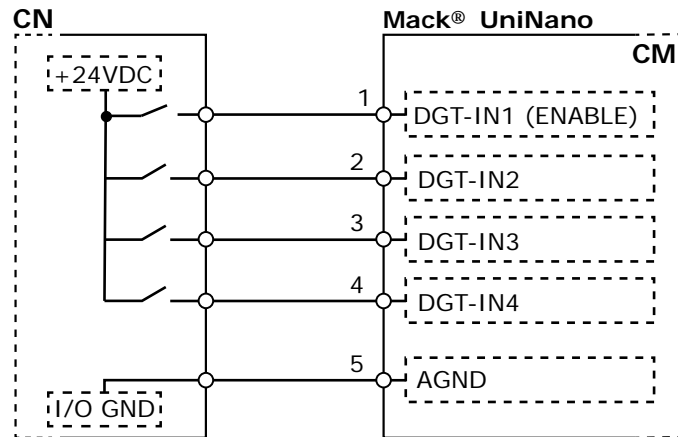 CN
Mack® UniNano
CM
+24VDC
1
DGT-IN1 (ENABLE)
2
DGT-IN2
3
DGT-IN3
4
DGT-IN4
5
AGND
I/O GND